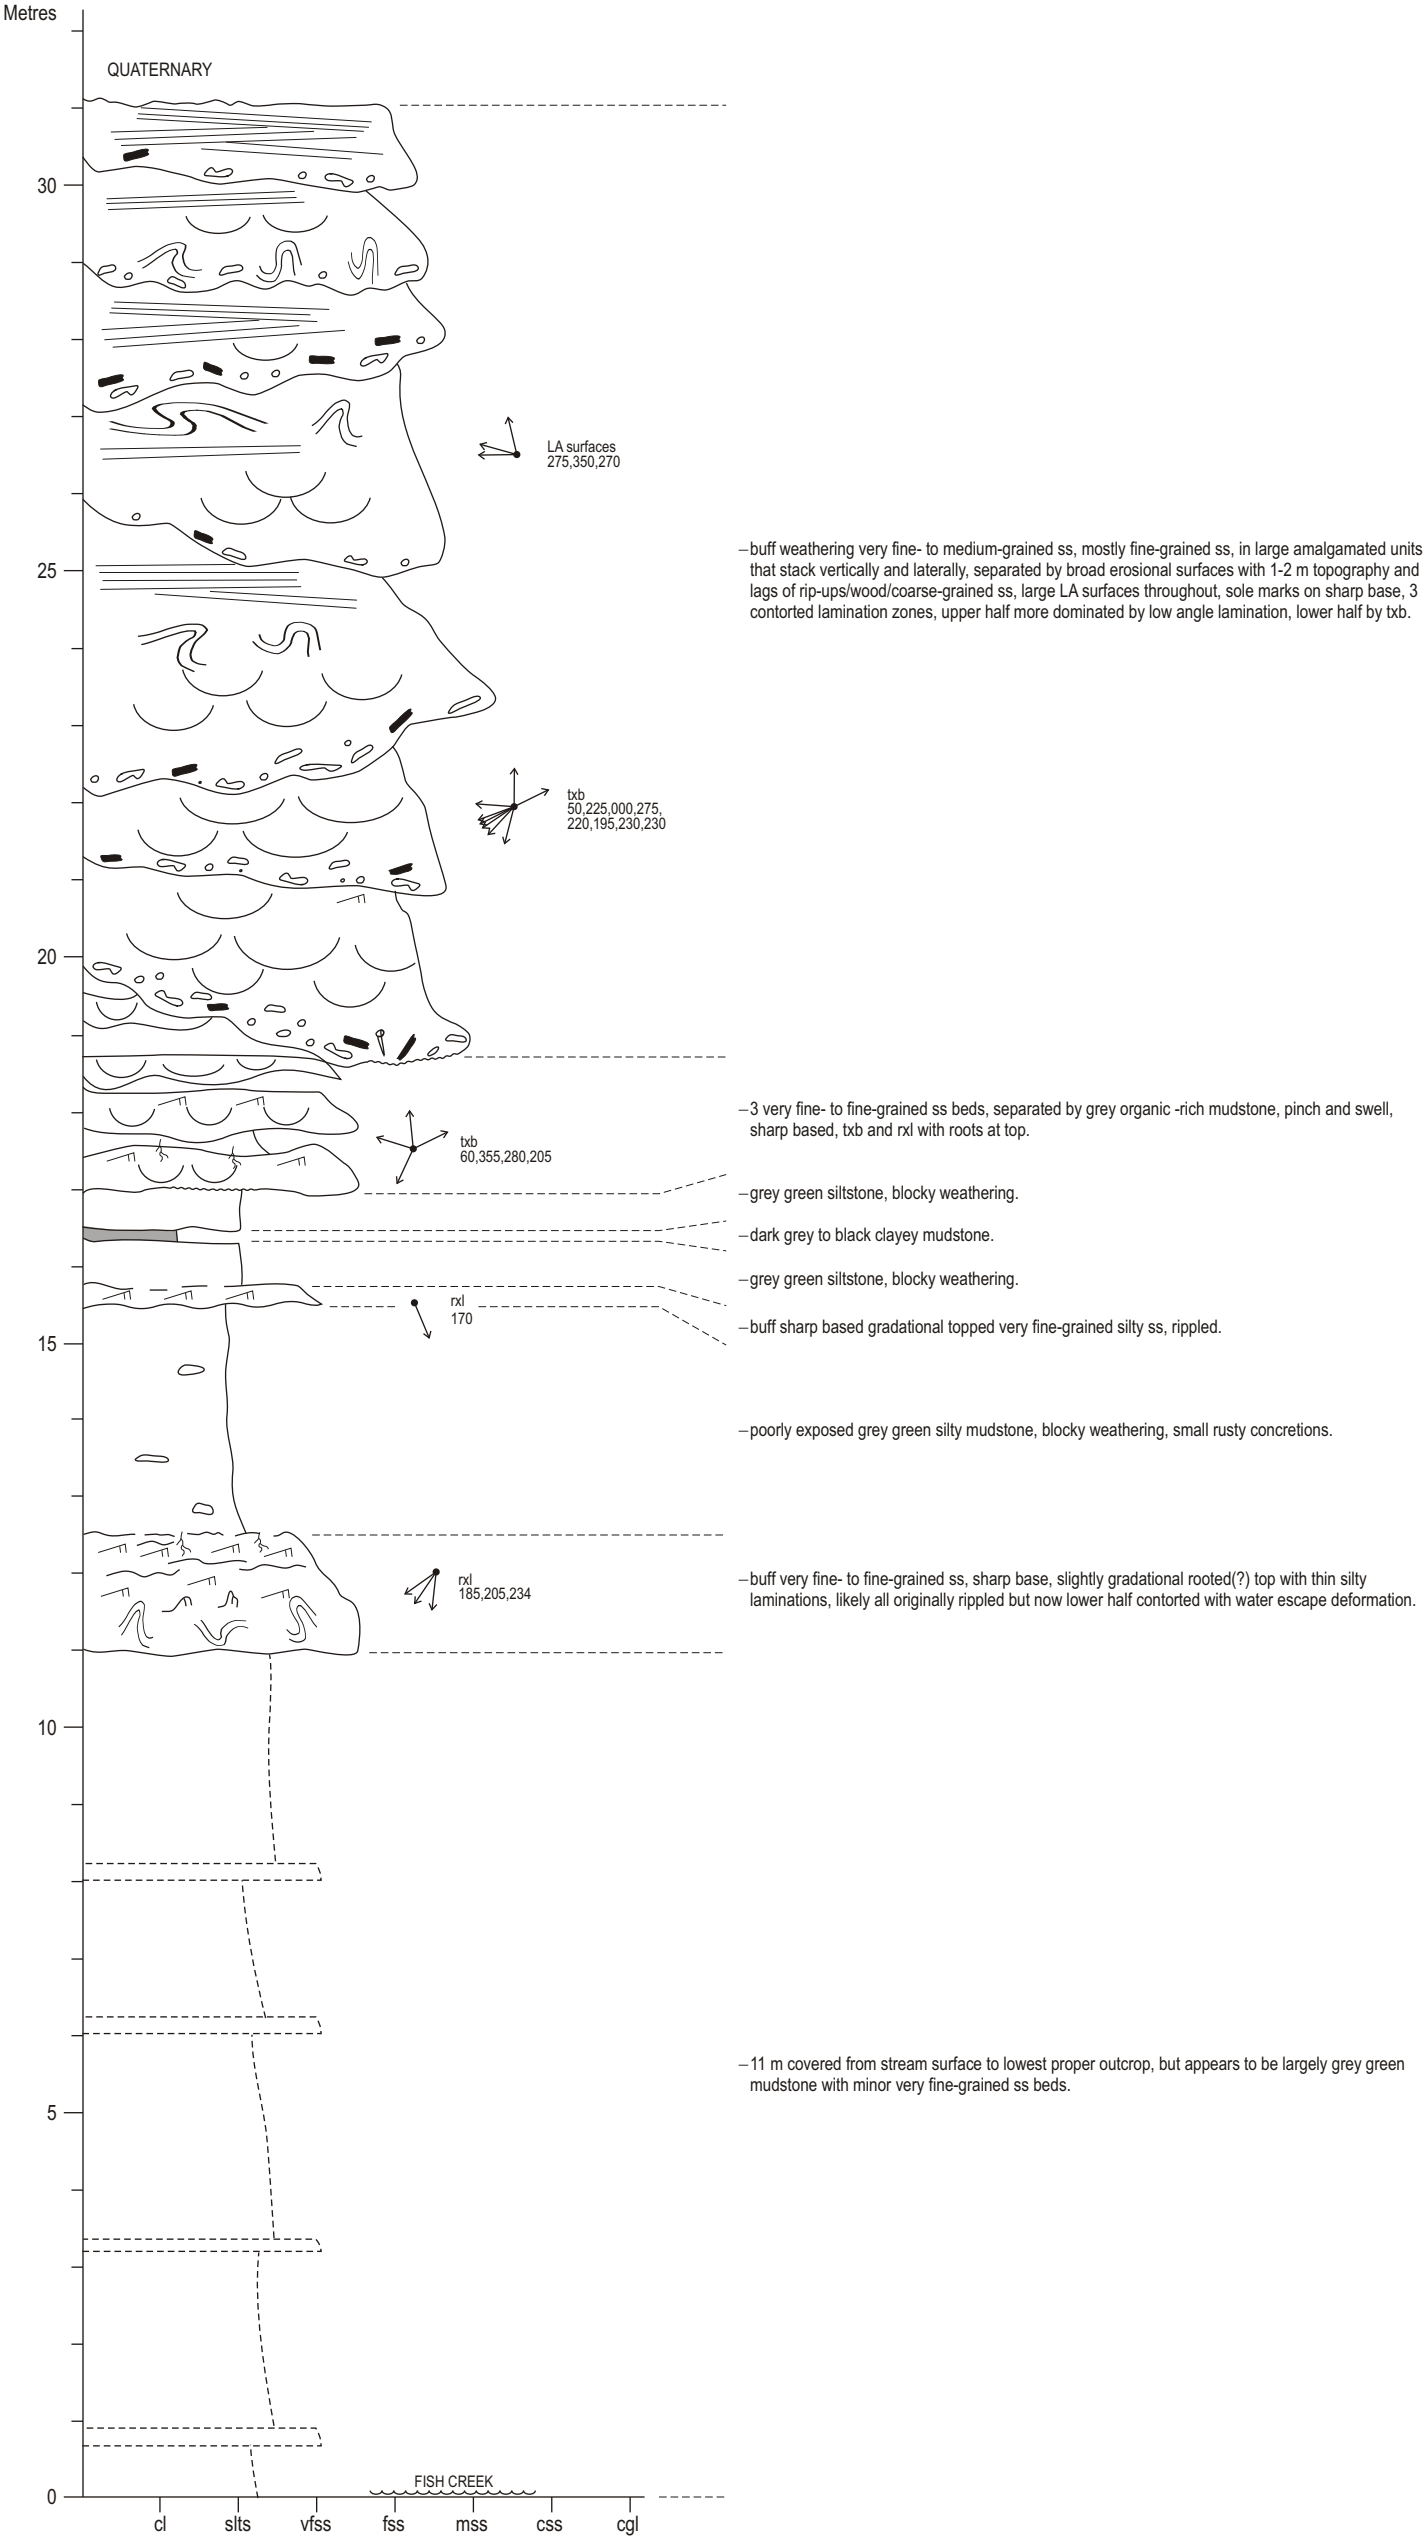 Metres
QUATERNARY
30
LA surfaces
275,350,270
–buff weathering very fine- to medium-grained ss, mostly fine-grained ss, in large amalgamated units
that stack vertically and laterally, separated by broad erosional surfaces with 1-2 m topography and
lags of rip-ups/wood/coarse-grained ss, large LA surfaces throughout, sole marks on sharp base, 3
contorted lamination zones, upper half more dominated by low angle lamination, lower half by txb.
25
txb
50,225,000,275,
220,195,230,230
20
–3 very fine- to fine-grained ss beds, separated by grey organic -rich mudstone, pinch and swell,
sharp based, txb and rxl with roots at top.
txb
60,355,280,205
–grey green siltstone, blocky weathering.
–dark grey to black clayey mudstone.
–grey green siltstone, blocky weathering.
rxl
170
–buff sharp based gradational topped very fine-grained silty ss, rippled.
15
–poorly exposed grey green silty mudstone, blocky weathering, small rusty concretions.
rxl
185,205,234
–buff very fine- to fine-grained ss, sharp base, slightly gradational rooted(?) top with thin silty
laminations, likely all originally rippled but now lower half contorted with water escape deformation.
10
–11 m covered from stream surface to lowest proper outcrop, but appears to be largely grey green
mudstone with minor very fine-grained ss beds.
5
FISH CREEK
0
cl slts vfss fss mss css cgl